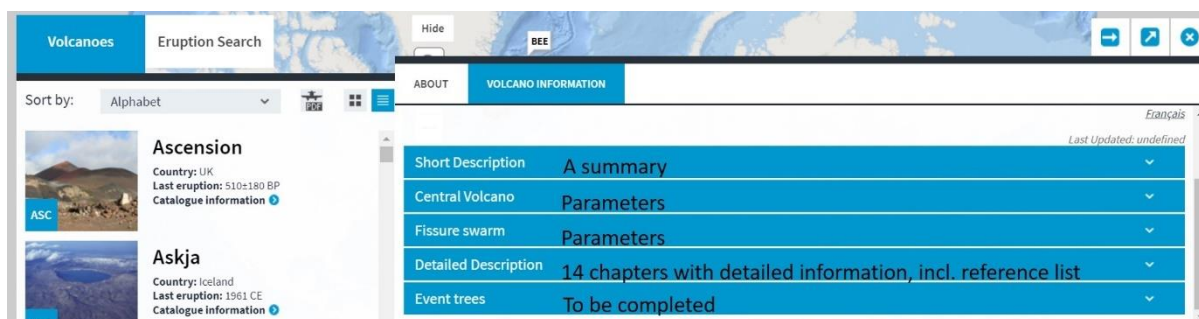 Volcanoes
Eruption Search
Sort by:
Alphabet
PDF
Ascension
Country: UK
Last eruption: 510±180 BP
Catalogue information
ASC
Askja
Country: Iceland
Last eruption: 1961 CE
Catalogue information
Hide
BEE
ABOUT
VOLCANO INFORMATION
Français
Last Updated: undefined
Short Description A summary
Central Volcano Parameters
Fissure swarm Parameters
Detailed Description 14 chapters with detailed information, incl. reference list
Event trees To be completed